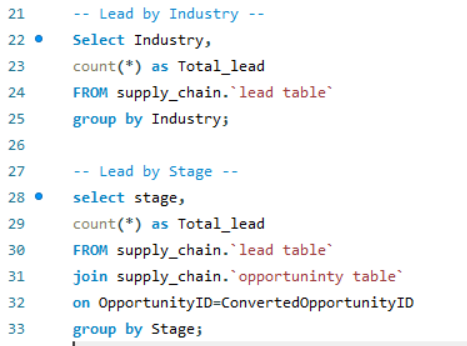 21 -- Lead by Industry --
22 Select Industry,
23 count(*) as Total_lead
24 FROM supply_chain.`lead table`
25 group by Industry;
26
27 -- Lead by Stage --
28 select stage,
29 count(*) as Total_lead
30 FROM supply_chain.`lead table`
31 join supply_chain.`opportuninty table`
32 on OpportunityID=ConvertedOpportunityID
33 group by Stage;